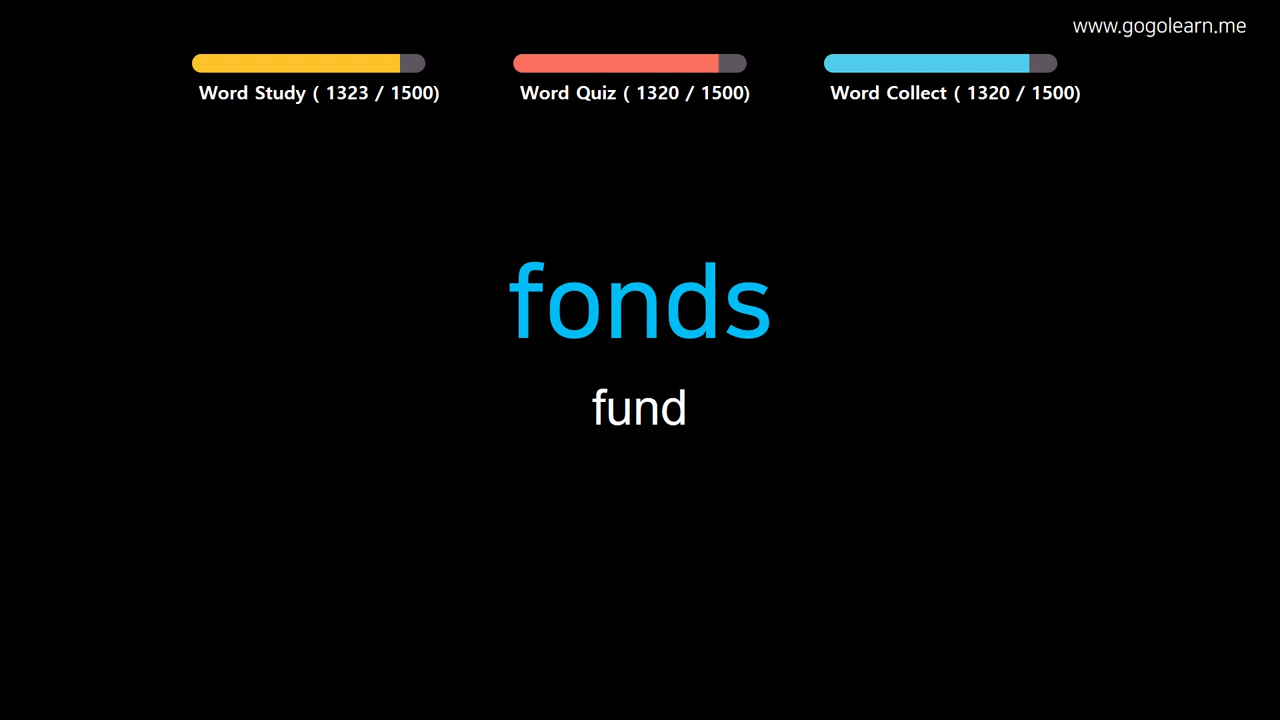 www.gogolearn.me
Word Study ( 1323 / 1500)
Word Quiz ( 1320 / 1500)
Word Collect ( 1320 / 1500)
fonds
fund